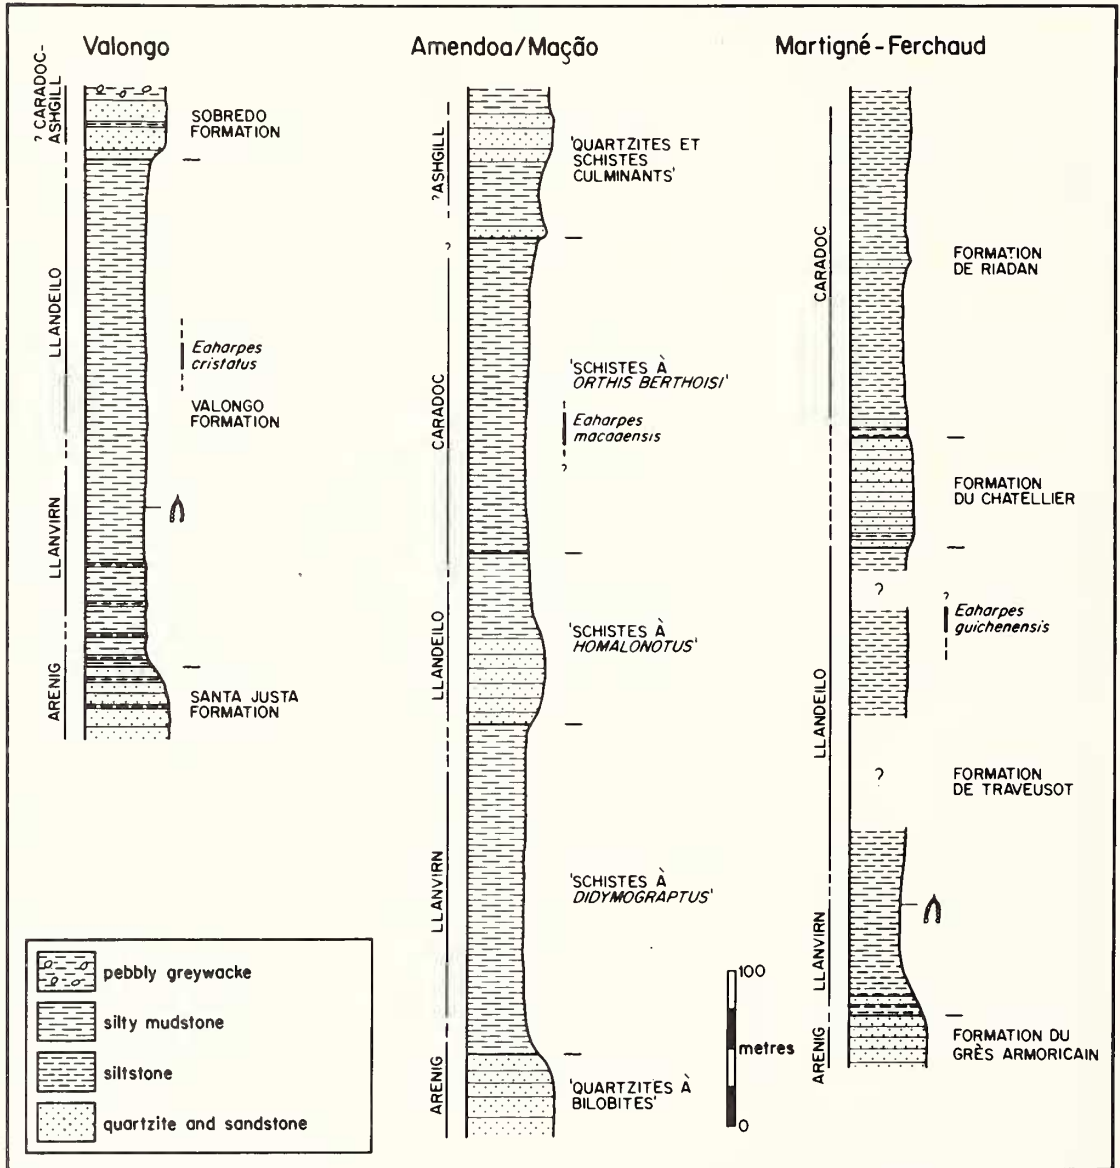 Valongo
? CARADOC-
ASHGILL
LLANDEILO
LLANVIRN
ARENIG
SOBREDO
FORMATION
Eoharpes
cristatus
VALONGO
FORMATION
SANTA JUSTA
FORMATION
Amendoa/Mação
?ASHGILL
?
CARADOC
LLANDEILO
LLANVIRN
ARENIG
'QUARTZITES ET
SCHISTES
CULMINANTS'
'SCHISTES À
ORTHIS BERTHOISI'
Eoharpes
macaoensis
?
'SCHISTES À
HOMALONOTUS'
'SCHISTES À
DIDYMOGRAPTUS'
'QUARTZITES À
BILOBITES'
Martigné-Ferchaud
CARADOC
LLANDEILO
LLANVIRN
ARENIG
FORMATION
DE RIADAN
FORMATION
DU CHATELLIER
?
?
Eoharpes
guichenensis
?
FORMATION
DE TRAVEUSOT
FORMATION DU
GRÈS ARMORICAIN
pebbly greywacke
silty mudstone
siltstone
quartzite and sandstone
100
metres
0